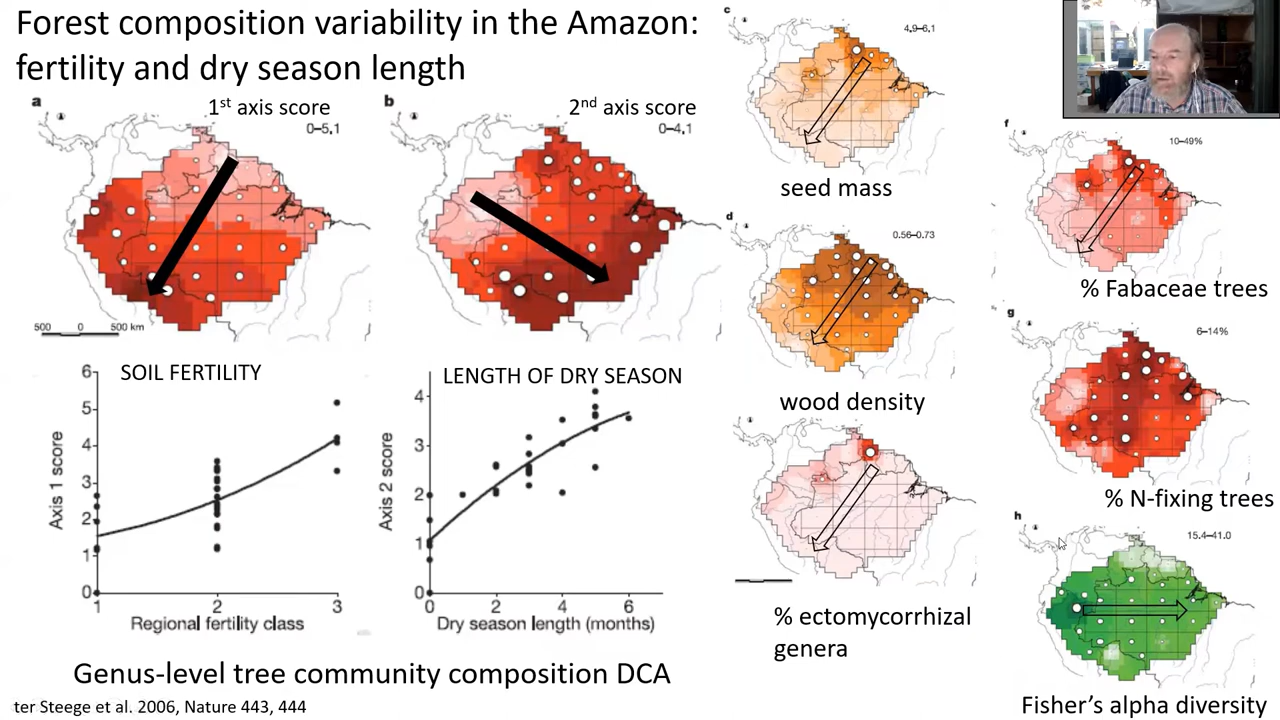 Forest composition variability in the Amazon:
fertility and dry season length
a
1st axis score
0–5.1
b
2nd axis score
0–4.1
500 0 500 km
c
4.9–6.1
seed mass
d
0.56–0.73
wood density
% ectomycorrhizal
genera
f
10–49%
% Fabaceae trees
g
6–14%
% N-fixing trees
h
15.4–41.0
Fisher’s alpha diversity
SOIL FERTILITY
Axis 1 score
6
5
4
3
2
1
0
1 2 3
Regional fertility class
LENGTH OF DRY SEASON
Axis 2 score
4
3
2
1
0
0 2 4 6
Dry season length (months)
Genus-level tree community composition DCA
ter Steege et al. 2006, Nature 443, 444